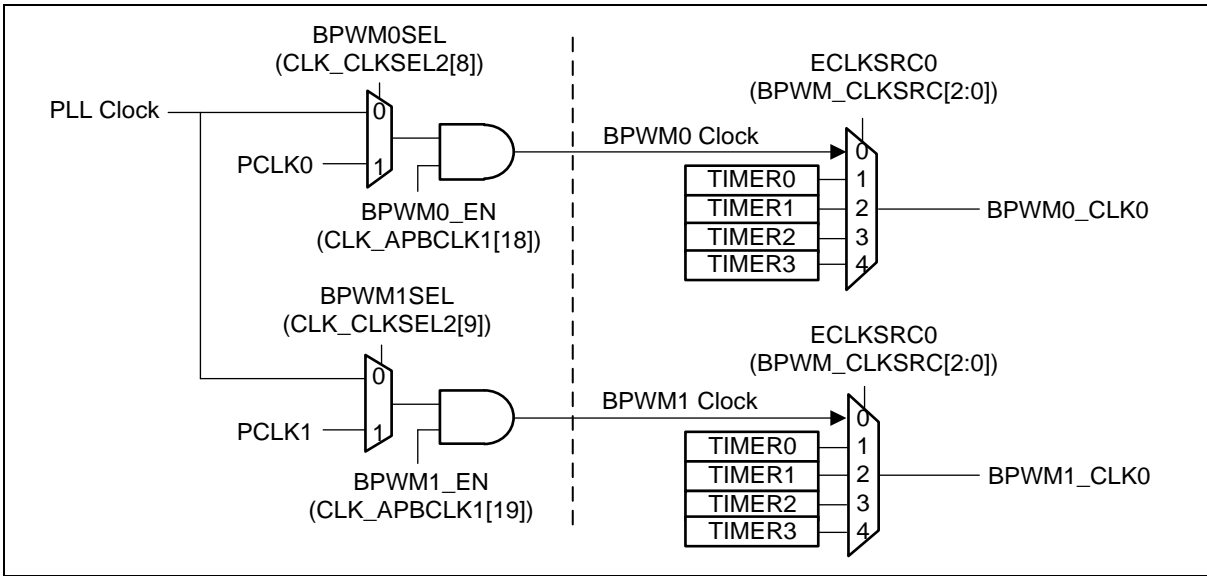 BPWM0SEL
(CLK_CLKSEL2[8])
PLL Clock
0
PCLK0
1
BPWM0_EN
(CLK_APBCLK1[18])
BPWM0 Clock
ECLKSRC0
(BPWM_CLKSRC[2:0])
0
TIMER0
1
TIMER1
2
TIMER2
3
TIMER3
4
BPWM0_CLK0
BPWM1SEL
(CLK_CLKSEL2[9])
0
PCLK1
1
BPWM1_EN
(CLK_APBCLK1[19])
BPWM1 Clock
ECLKSRC0
(BPWM_CLKSRC[2:0])
0
TIMER0
1
TIMER1
2
TIMER2
3
TIMER3
4
BPWM1_CLK0